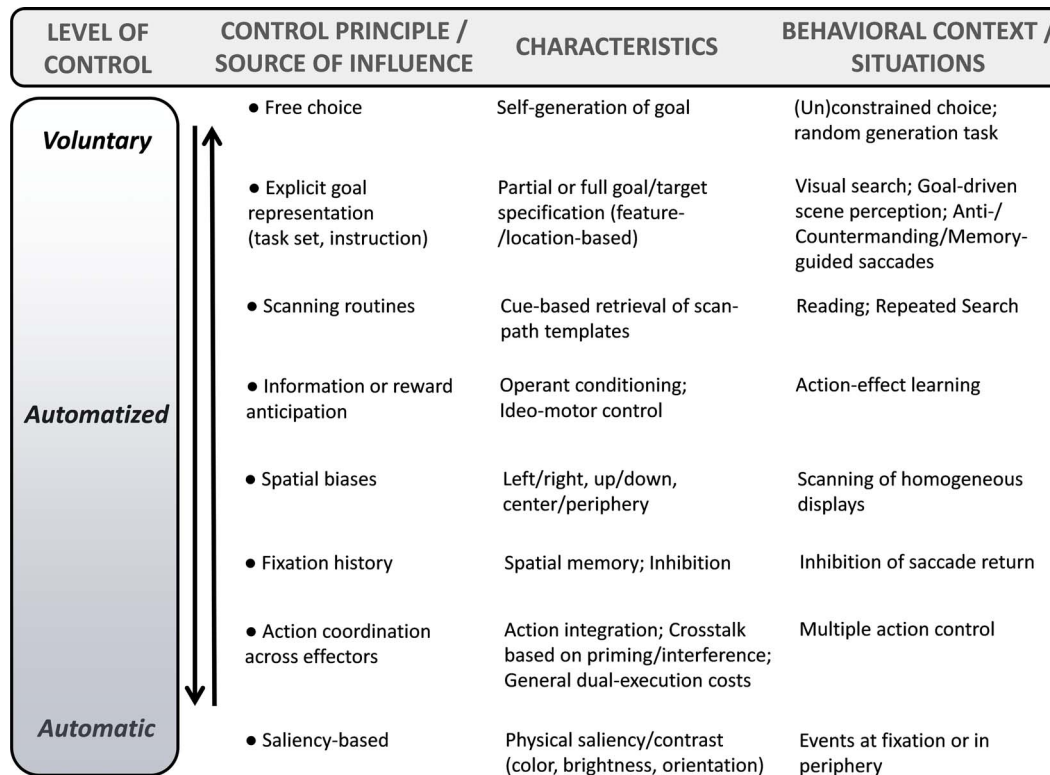 LEVEL OF CONTROL
CONTROL PRINCIPLE / SOURCE OF INFLUENCE
CHARACTERISTICS
BEHAVIORAL CONTEXT / SITUATIONS
Voluntary
● Free choice
Self-generation of goal
(Un)constrained choice;
random generation task
● Explicit goal
representation
(task set, instruction)
Partial or full goal/target
specification (feature-
/location-based)
Visual search; Goal-driven
scene perception; Anti-/
Countermanding/Memory-
guided saccades
● Scanning routines
Cue-based retrieval of scan-
path templates
Reading; Repeated Search
Automatized
● Information or reward
anticipation
Operant conditioning;
Ideo-motor control
Action-effect learning
● Spatial biases
Left/right, up/down,
center/periphery
Scanning of homogeneous
displays
● Fixation history
Spatial memory; Inhibition
Inhibition of saccade return
● Action coordination
across effectors
Action integration; Crosstalk
based on priming/interference;
General dual-execution costs
Multiple action control
Automatic
● Saliency-based
Physical saliency/contrast
(color, brightness, orientation)
Events at fixation or in
periphery